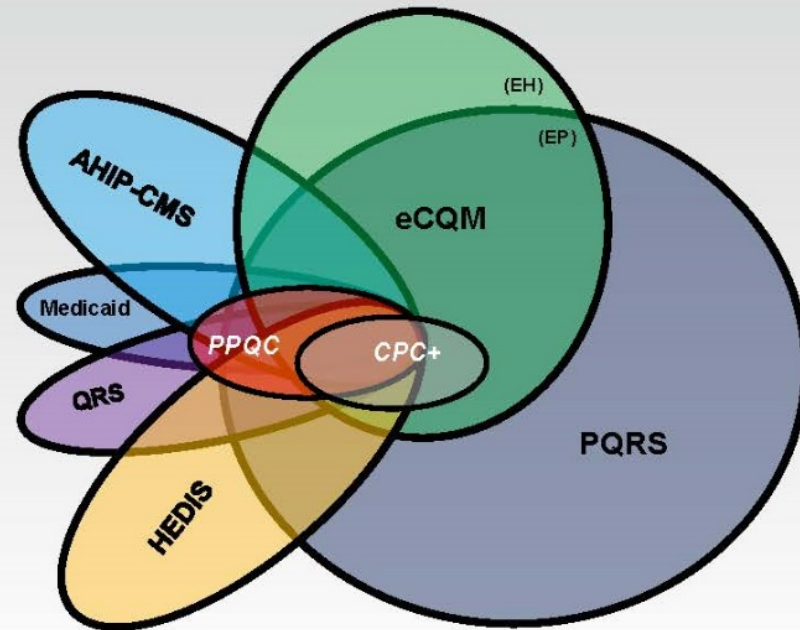 (EH)
(EP)
AHIP-CMS
eCQM
Medicaid
PPQC
CPC+
QRS
PQRS
HEDIS